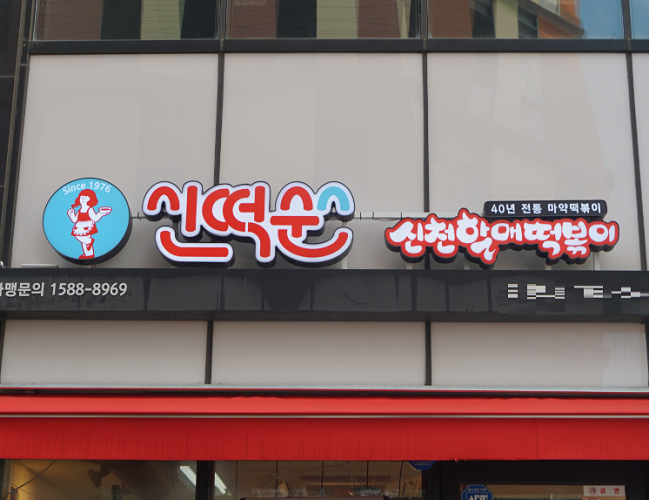 Since 1976
신떡순
40년 전통 마약떡볶이
신천할매떡볶이
가맹문의 1588-8969